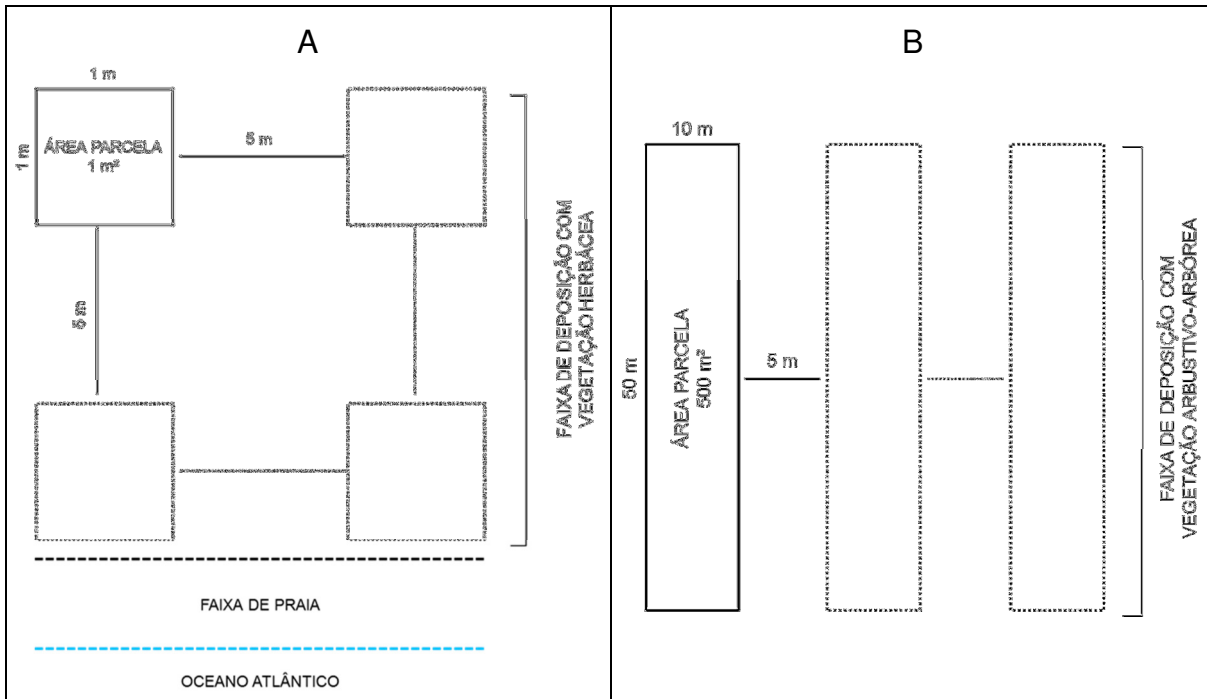 A
1 m
1 m
ÁREA PARCELA
1 m²
5 m
5 m
FAIXA DE DEPOSIÇÃO COM
VEGETAÇÃO HERBÁCEA
FAIXA DE PRAIA
OCEANO ATLÂNTICO
B
10 m
50 m
ÁREA PARCELA
500 m²
5 m
FAIXA DE DEPOSIÇÃO COM
VEGETAÇÃO ARBUSTIVO-ARBÓREA